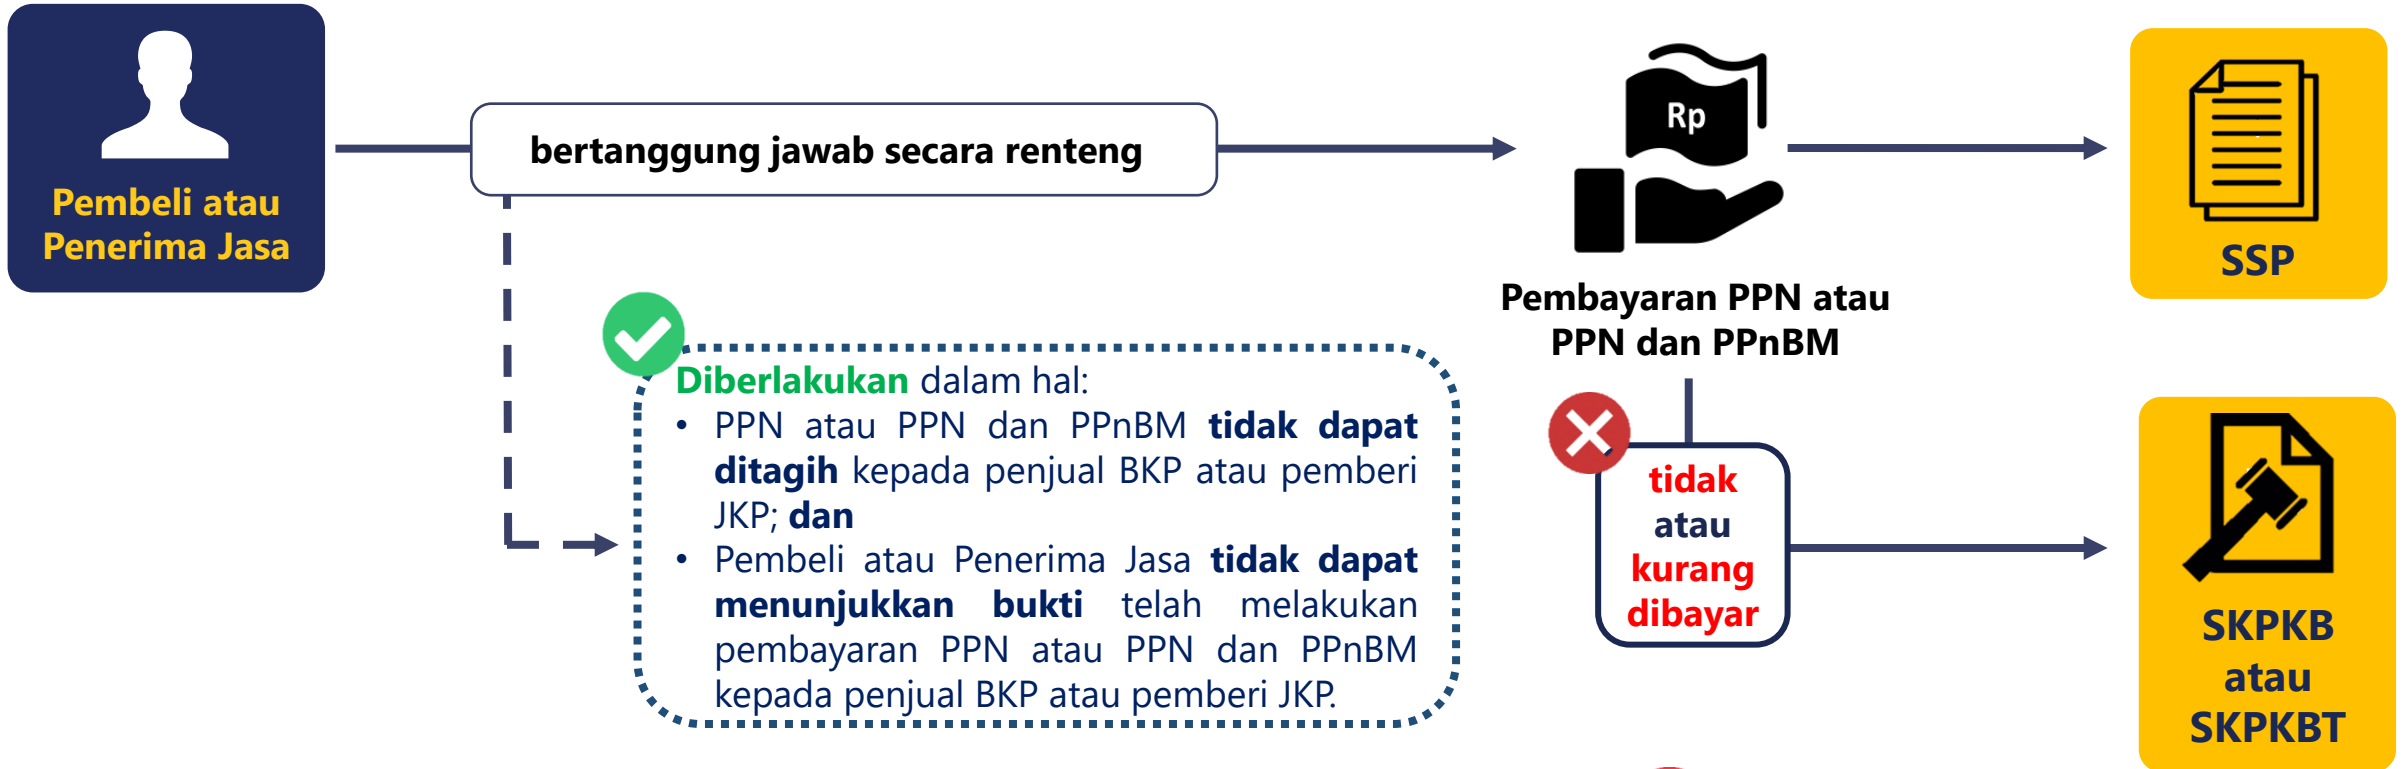 Pembeli atau
Penerima Jasa
bertanggung jawab secara renteng
Rp
Pembayaran PPN atau
PPN dan PPnBM
SSP
Diberlakukan dalam hal:
• PPN atau PPN dan PPnBM tidak dapat
ditagih kepada penjual BKP atau pemberi
JKP; dan
• Pembeli atau Penerima Jasa tidak dapat
menunjukkan bukti telah melakukan
pembayaran PPN atau PPN dan PPnBM
kepada penjual BKP atau pemberi JKP.
tidak
atau
kurang
dibayar
SKPKB
atau
SKPKBT